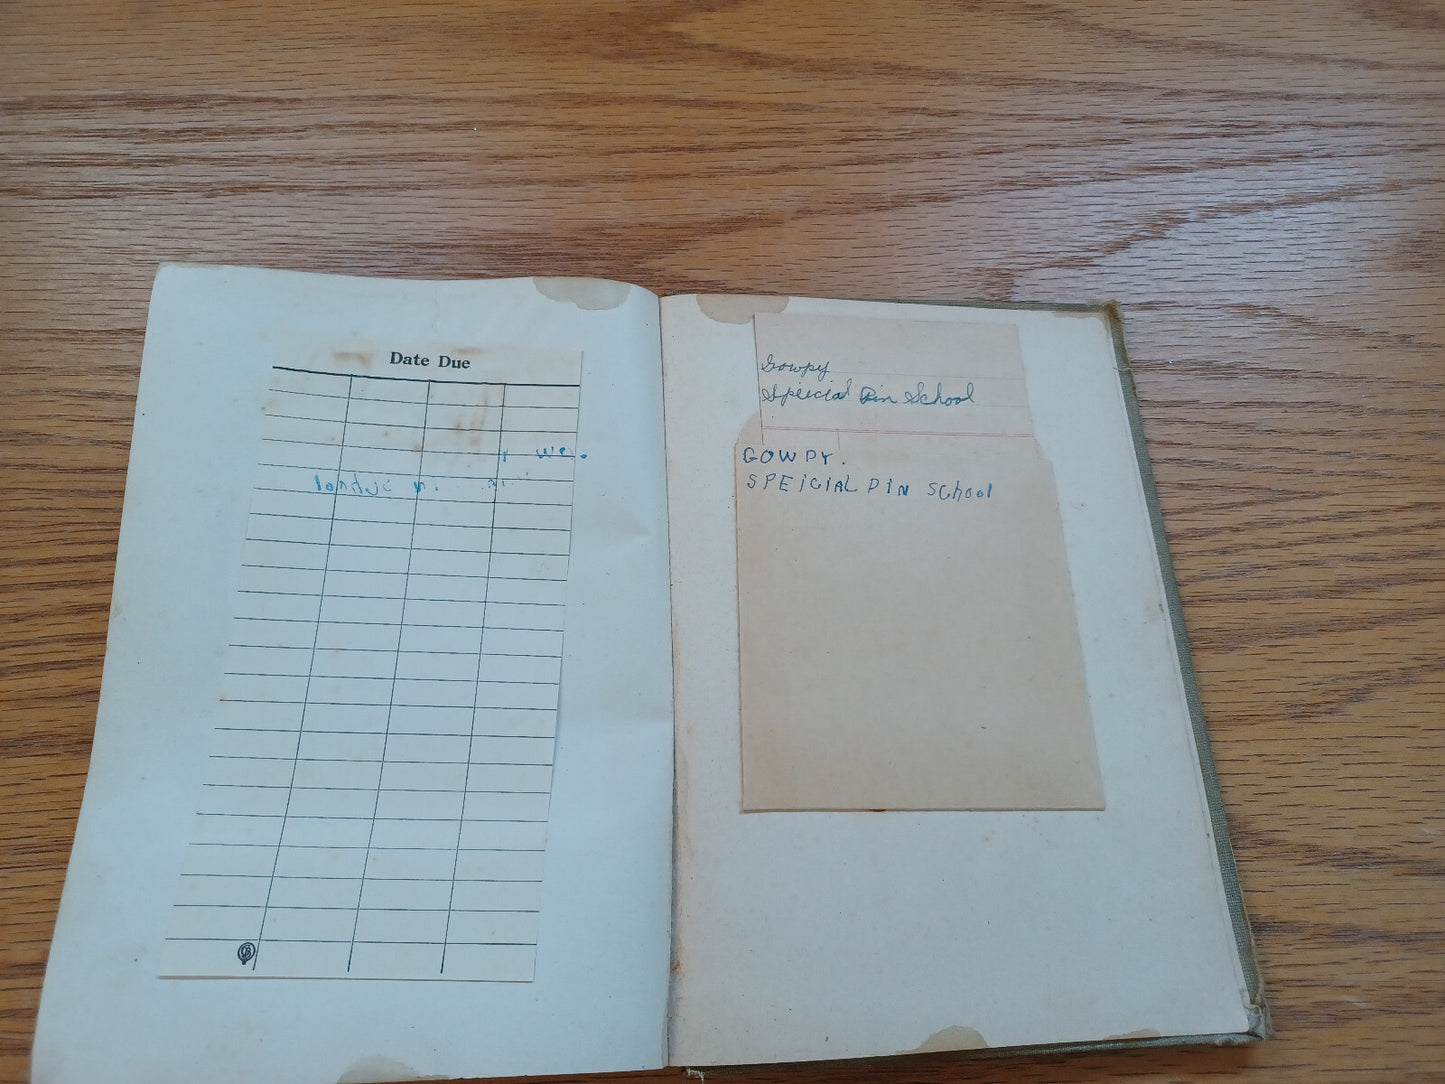 Date Due
Gowpy
Speicial Pin School
GOWPY.
SPEiCiAL PiN School